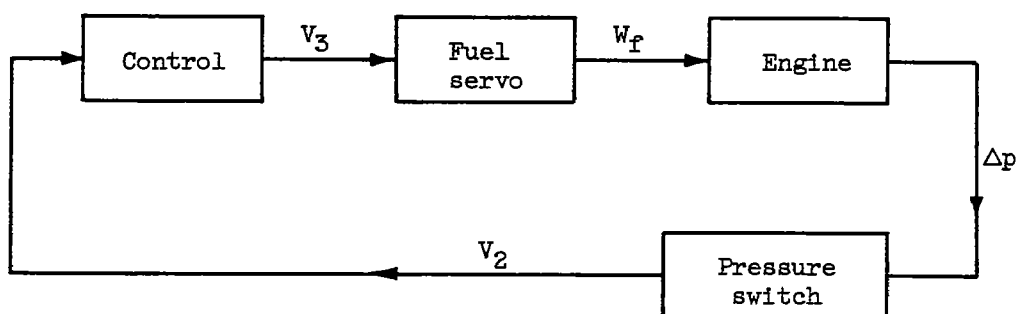 Control
V3
Fuel
servo
Wf
Engine
Δp
V2
Pressure
switch